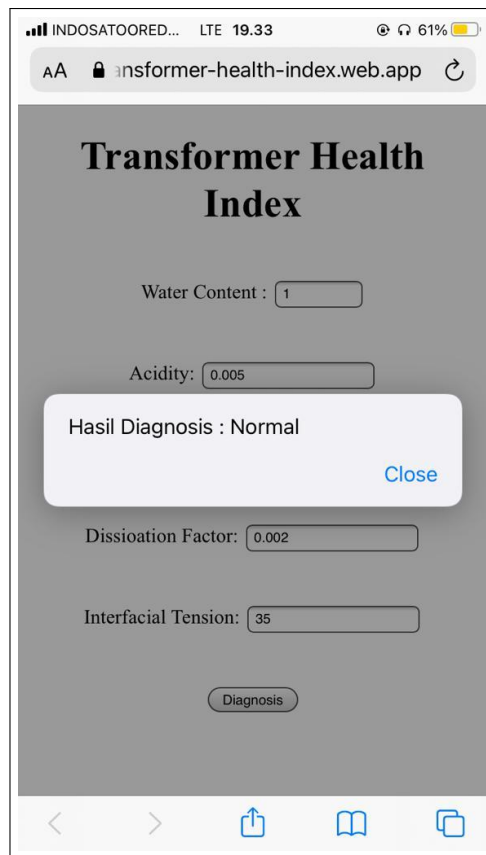 INDOSATOORED... LTE 19.33 61%
AA ansformer-health-index.web.app
Transformer Health
Index
Water Content : 1
Acidity: 0.005
Hasil Diagnosis : Normal
Close
Dissioation Factor: 0.002
Interfacial Tension: 35
Diagnosis